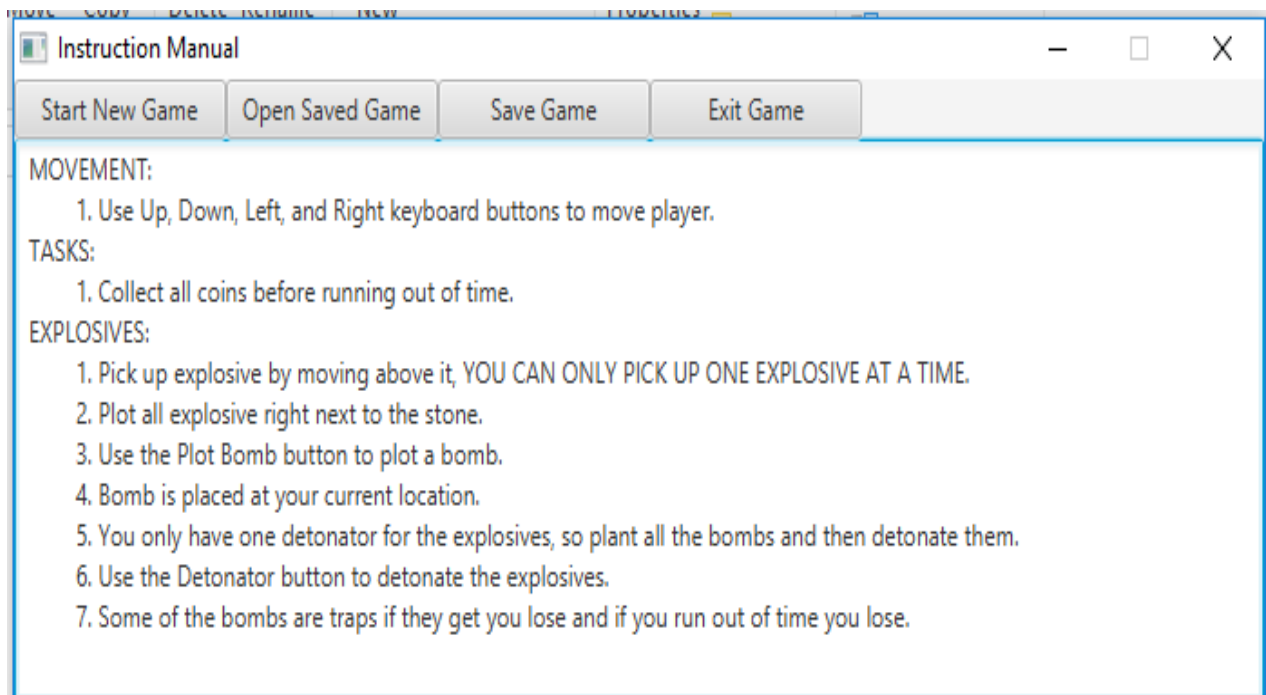 Move Copy Delete Rename New Properties
Instruction Manual
Start New Game Open Saved Game Save Game Exit Game
MOVEMENT:
1. Use Up, Down, Left, and Right keyboard buttons to move player.
TASKS:
1. Collect all coins before running out of time.
EXPLOSIVES:
1. Pick up explosive by moving above it, YOU CAN ONLY PICK UP ONE EXPLOSIVE AT A TIME.
2. Plot all explosive right next to the stone.
3. Use the Plot Bomb button to plot a bomb.
4. Bomb is placed at your current location.
5. You only have one detonator for the explosives, so plant all the bombs and then detonate them.
6. Use the Detonator button to detonate the explosives.
7. Some of the bombs are traps if they get you lose and if you run out of time you lose.